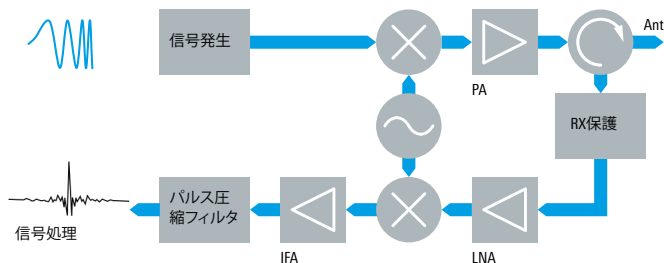 信号発生
Ant
PA
RX保護
パルス圧
縮フィルタ
信号処理
IFA
LNA